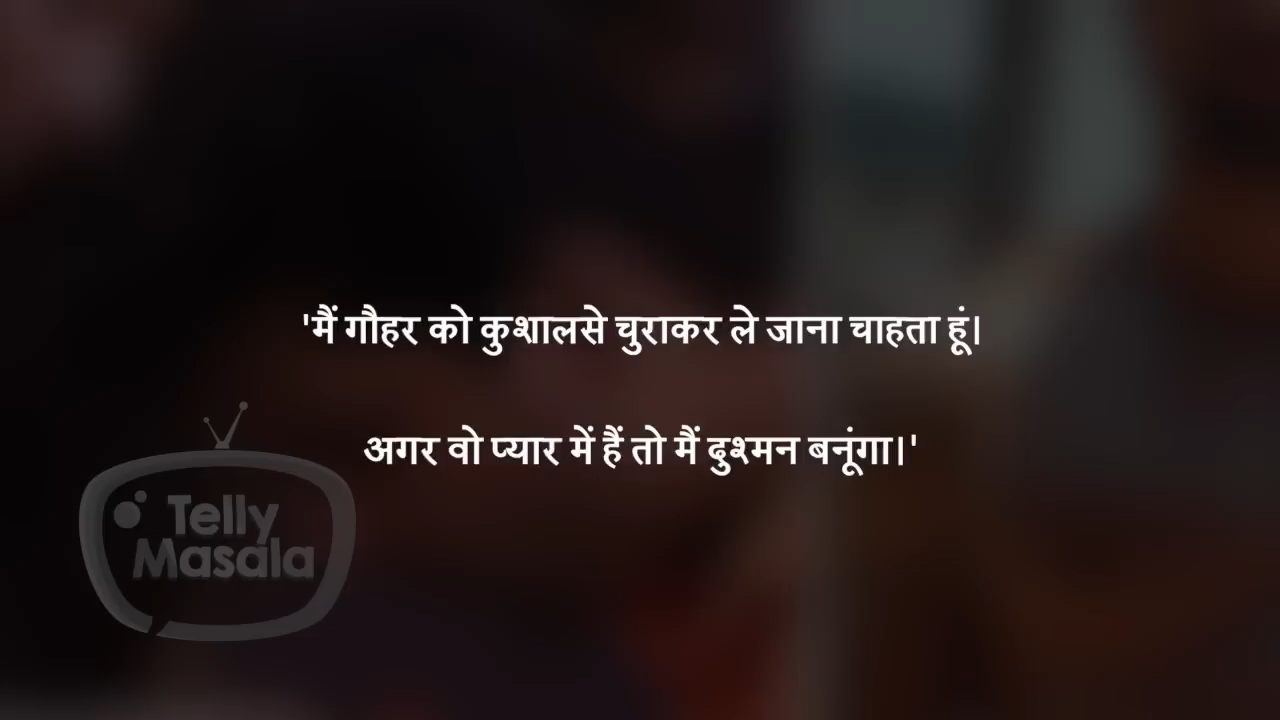 'मैं गौहर को कुशालसे चुराकर ले जाना चाहता हूं।
अगर वो प्यार में हैं तो मैं दुश्मन बनूंगा।'
Telly
Masala